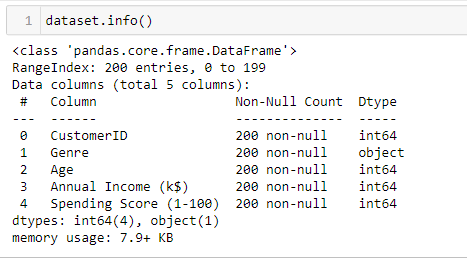 1 dataset.info()
<class 'pandas.core.frame.DataFrame'>
RangeIndex: 200 entries, 0 to 199
Data columns (total 5 columns):
 #   Column                  Non-Null Count  Dtype
---  ------                  --------------  -----
 0   CustomerID              200 non-null    int64
 1   Genre                   200 non-null    object
 2   Age                     200 non-null    int64
 3   Annual Income (k$)      200 non-null    int64
 4   Spending Score (1-100)  200 non-null    int64
dtypes: int64(4), object(1)
memory usage: 7.9+ KB